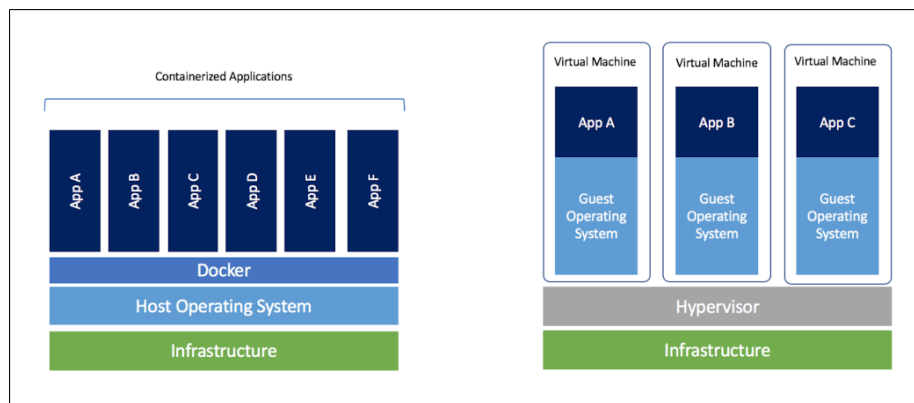 Containerized Applications
App A
App B
App C
App D
App E
App F
Docker
Host Operating System
Infrastructure
Virtual Machine
Virtual Machine
Virtual Machine
App A
App B
App C
Guest
Operating
System
Guest
Operating
System
Guest
Operating
System
Hypervisor
Infrastructure